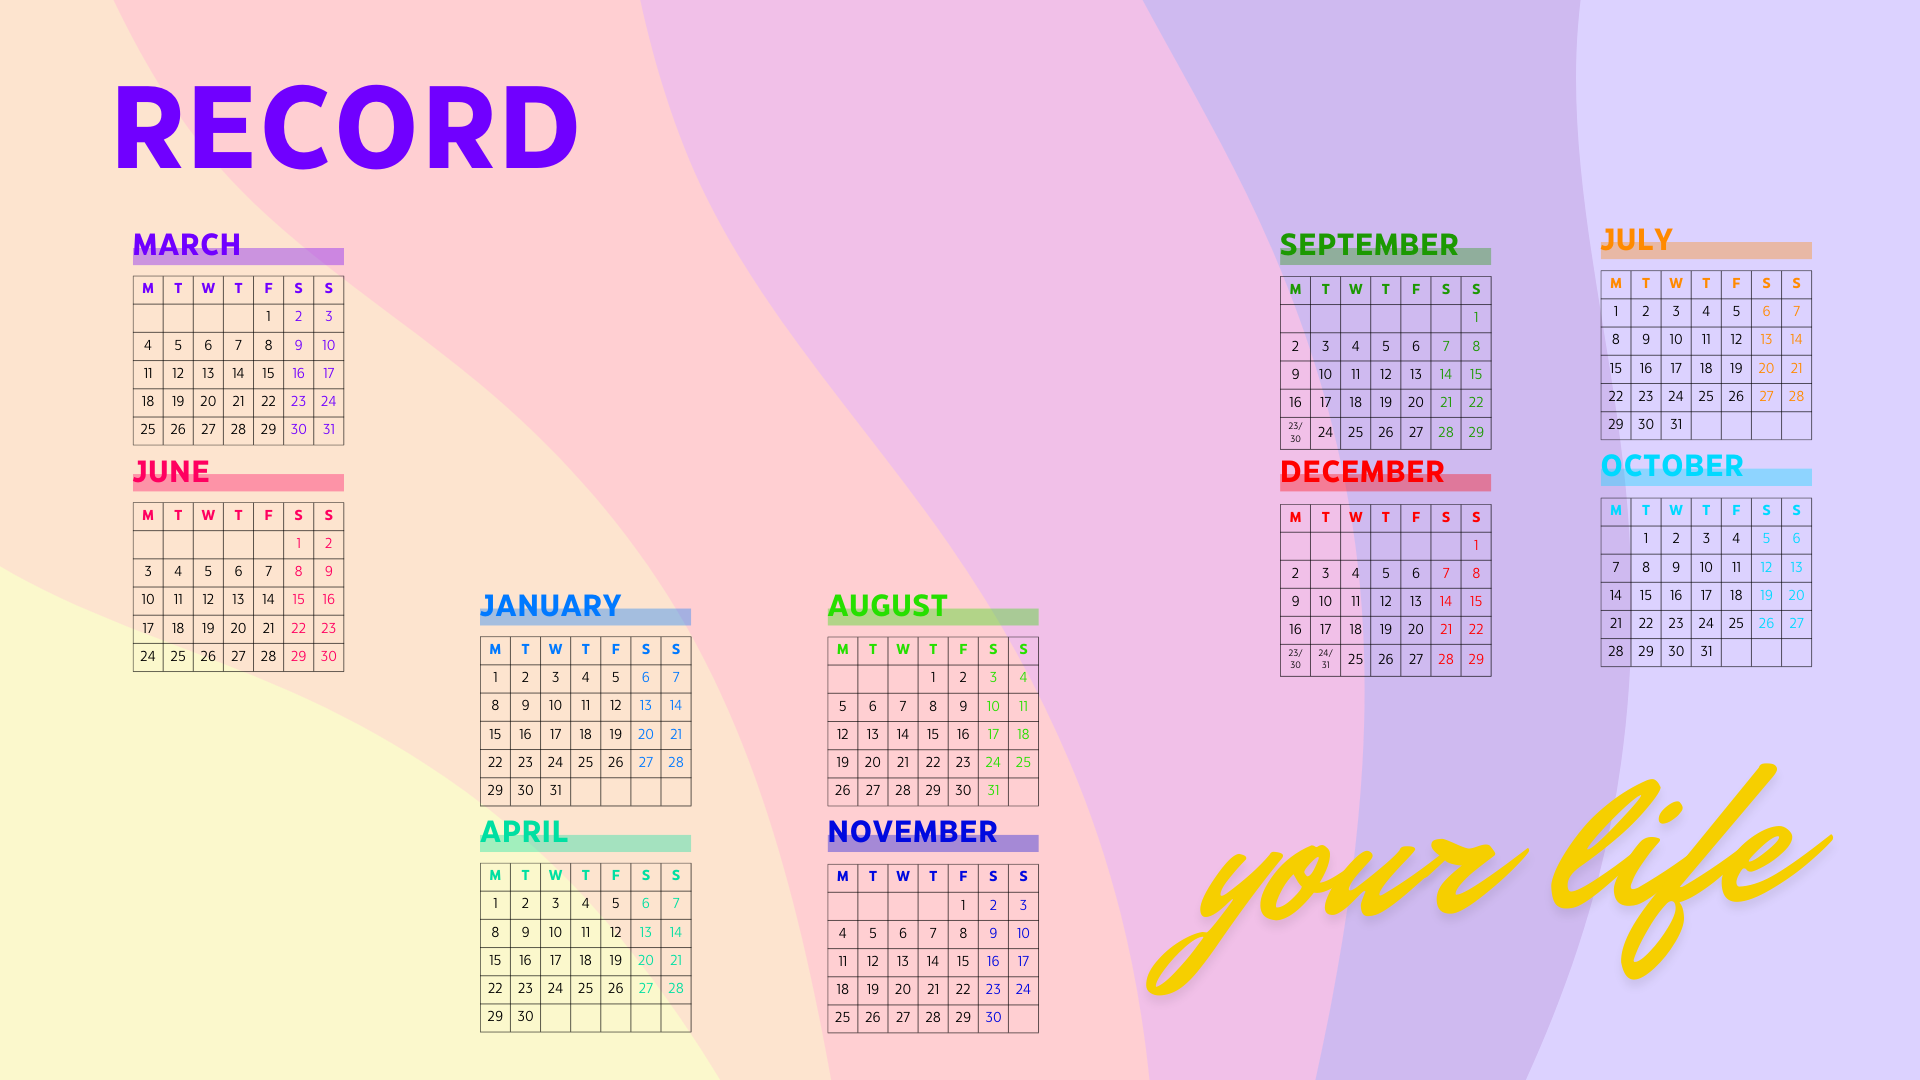 RECORD
MARCH
M T W T F S S
1 2 3
4 5 6 7 8 9 10
11 12 13 14 15 16 17
18 19 20 21 22 23 24
25 26 27 28 29 30 31
JUNE
M T W T F S S
1 2
3 4 5 6 7 8 9
10 11 12 13 14 15 16
17 18 19 20 21 22 23
24 25 26 27 28 29 30
JANUARY
M T W T F S S
1 2 3 4 5 6 7
8 9 10 11 12 13 14
15 16 17 18 19 20 21
22 23 24 25 26 27 28
29 30 31
APRIL
M T W T F S S
1 2 3 4 5 6 7
8 9 10 11 12 13 14
15 16 17 18 19 20 21
22 23 24 25 26 27 28
29 30
AUGUST
M T W T F S S
1 2 3 4
5 6 7 8 9 10 11
12 13 14 15 16 17 18
19 20 21 22 23 24 25
26 27 28 29 30 31
NOVEMBER
M T W T F S S
1 2 3
4 5 6 7 8 9 10
11 12 13 14 15 16 17
18 19 20 21 22 23 24
25 26 27 28 29 30
SEPTEMBER
M T W T F S S
1
2 3 4 5 6 7 8
9 10 11 12 13 14 15
16 17 18 19 20 21 22
23/30 24 25 26 27 28 29
DECEMBER
M T W T F S S
1
2 3 4 5 6 7 8
9 10 11 12 13 14 15
16 17 18 19 20 21 22
23/30 24/31 25 26 27 28 29
JULY
M T W T F S S
1 2 3 4 5 6 7
8 9 10 11 12 13 14
15 16 17 18 19 20 21
22 23 24 25 26 27 28
29 30 31
OCTOBER
M T W T F S S
1 2 3 4 5 6
7 8 9 10 11 12 13
14 15 16 17 18 19 20
21 22 23 24 25 26 27
28 29 30 31
your life